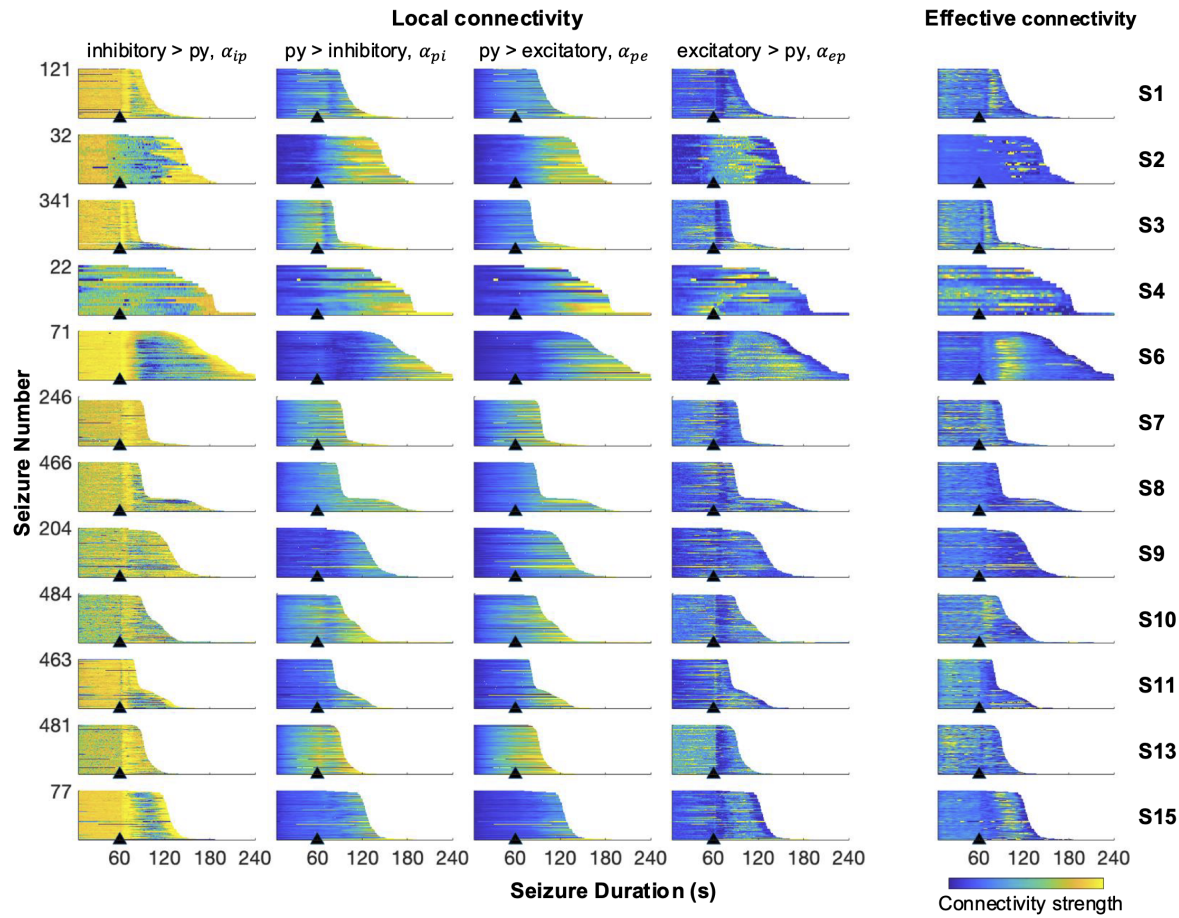 Local connectivity
Effective connectivity
inhibitory > py, α_ip
py > inhibitory, α_pi
py > excitatory, α_pe
excitatory > py, α_ep
121
S1
32
S2
341
S3
22
S4
71
S6
246
S7
466
S8
204
S9
484
S10
463
S11
481
S13
77
S15
Seizure Number
60 120 180 240
60 120 180 240
60 120 180 240
60 120 180 240
60 120 180 240
Seizure Duration (s)
Connectivity strength